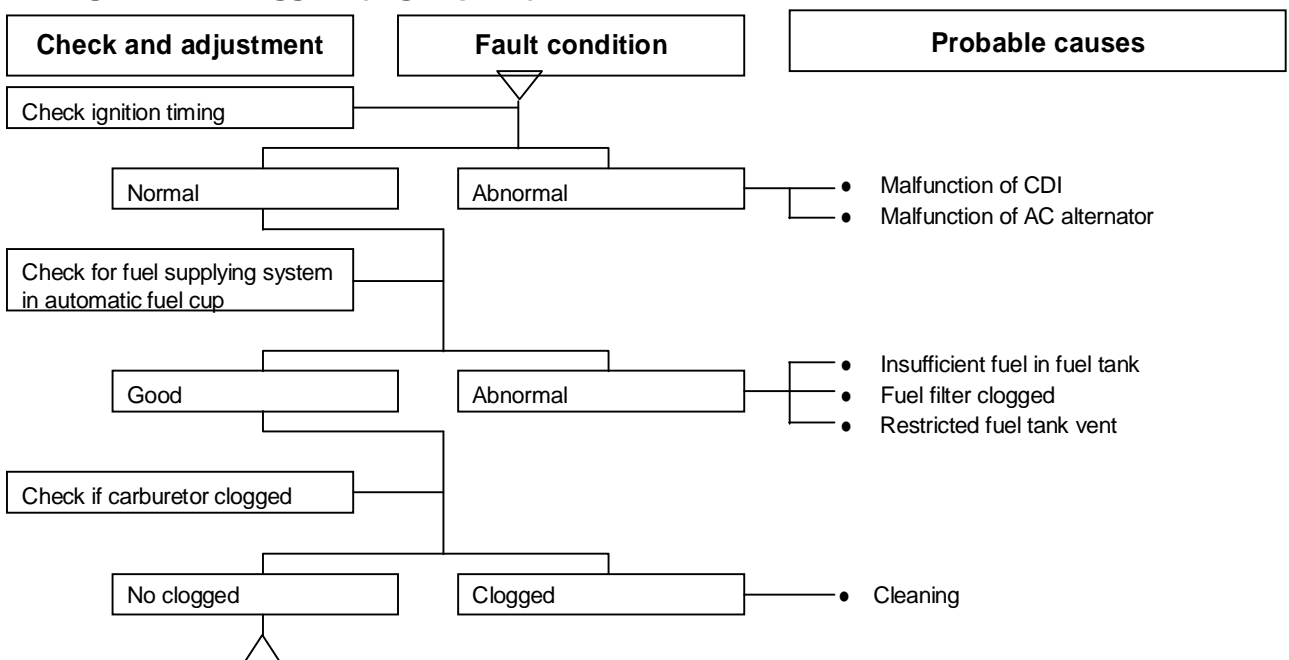 Check and adjustment
Fault condition
Probable causes
Check ignition timing
Normal
Abnormal
● Malfunction of CDI
● Malfunction of AC alternator
Check for fuel supplying system
in automatic fuel cup
Good
Abnormal
● Insufficient fuel in fuel tank
● Fuel filter clogged
● Restricted fuel tank vent
Check if carburetor clogged
No clogged
Clogged
● Cleaning